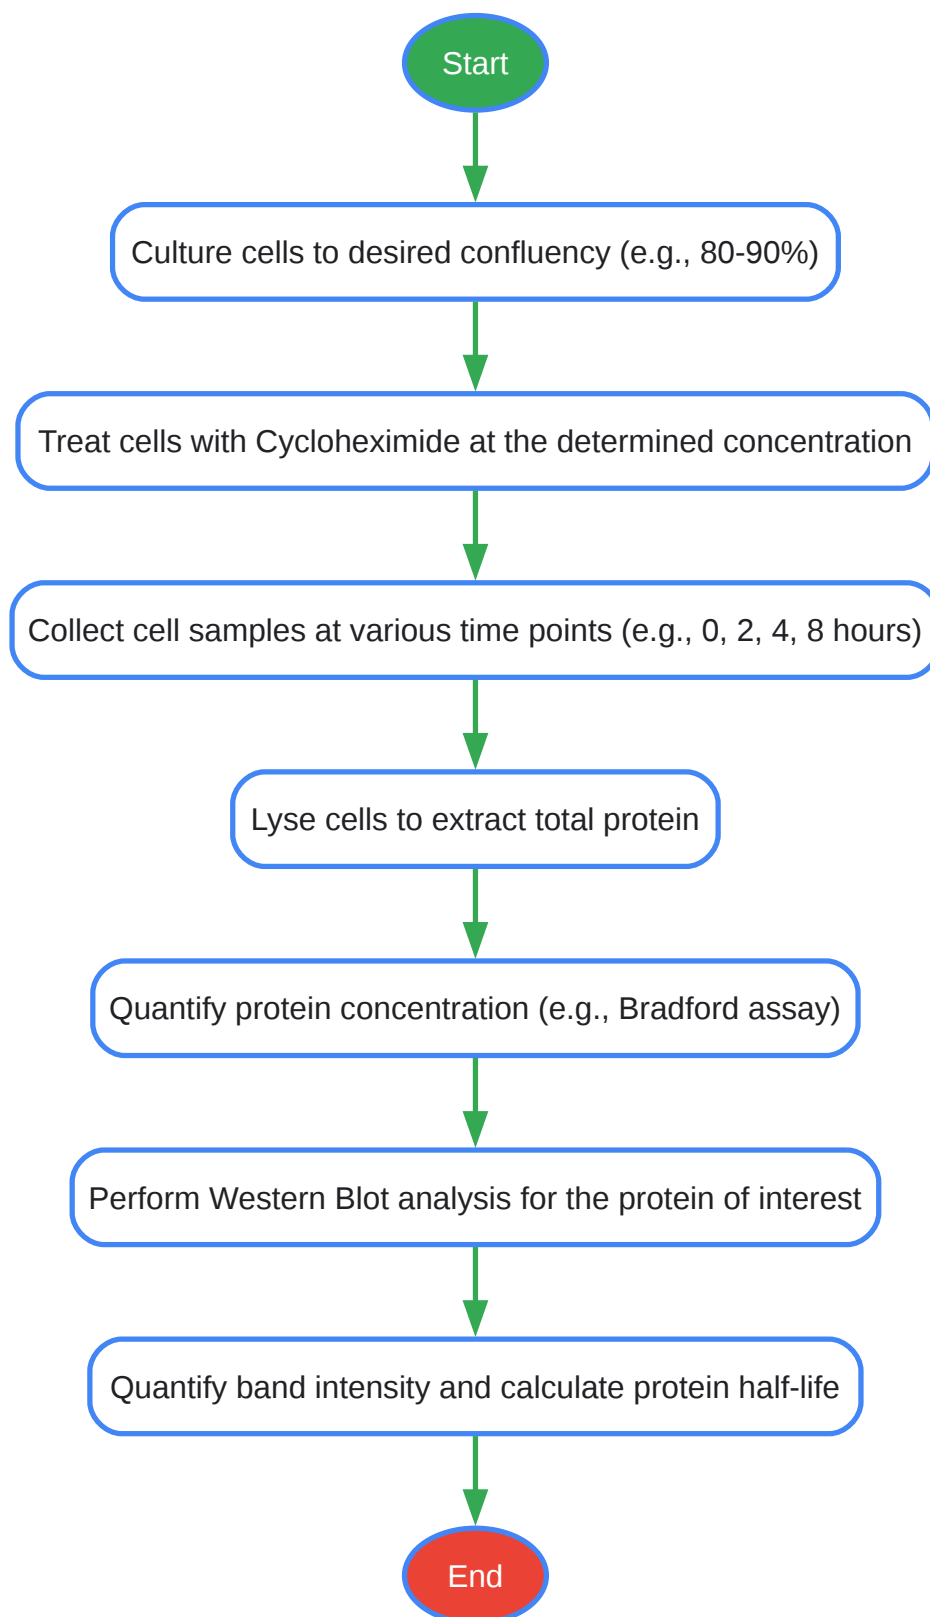 Start
Culture cells to desired confluency (e.g., 80-90%)
Treat cells with Cycloheximide at the determined concentration
Collect cell samples at various time points (e.g., 0, 2, 4, 8 hours)
Lyse cells to extract total protein
Quantify protein concentration (e.g., Bradford assay)
Perform Western Blot analysis for the protein of interest
Quantify band intensity and calculate protein half-life
End